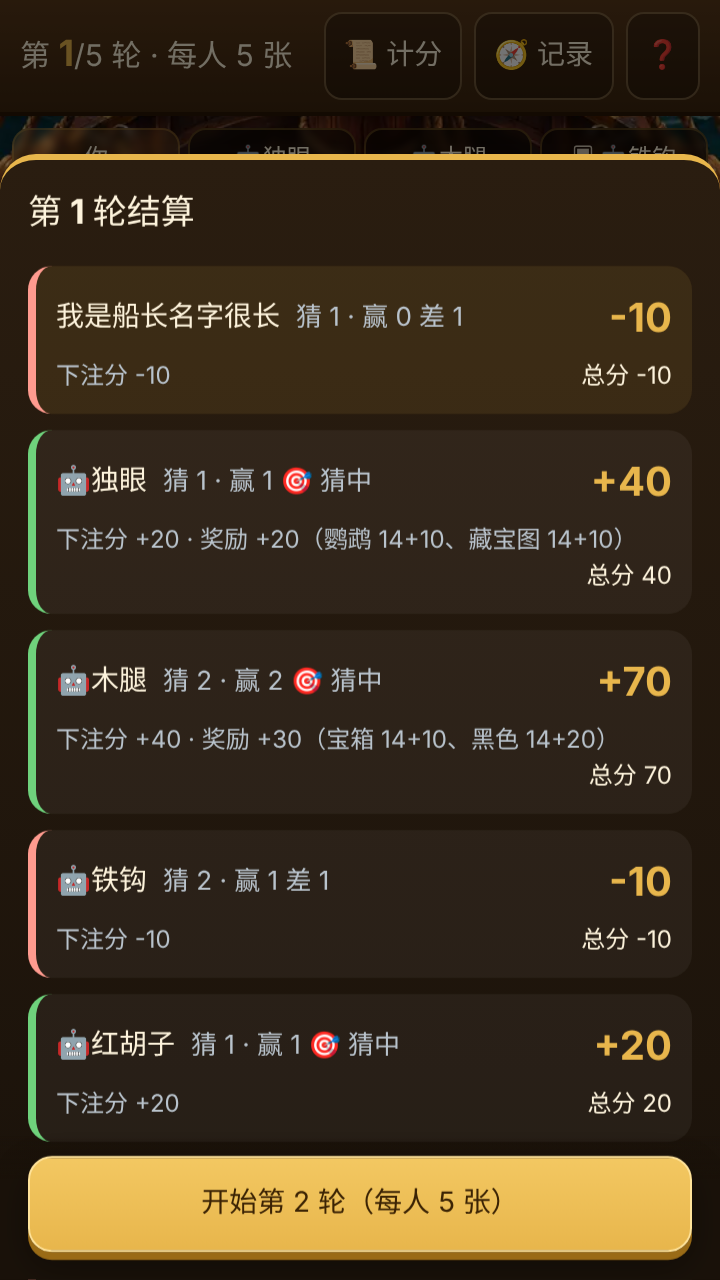 第 1/5 轮 · 每人 5 张 计分 记录 ?
第 1 轮结算
我是船长名字很长 猜 1 · 赢 0 差 1 -10
下注分 -10 总分 -10
独眼 猜 1 · 赢 1 猜中 +40
下注分 +20 · 奖励 +20（鹦鹉 14+10、藏宝图 14+10）
总分 40
木腿 猜 2 · 赢 2 猜中 +70
下注分 +40 · 奖励 +30（宝箱 14+10、黑色 14+20）
总分 70
铁钩 猜 2 · 赢 1 差 1 -10
下注分 -10 总分 -10
红胡子 猜 1 · 赢 1 猜中 +20
下注分 +20 总分 20
开始第 2 轮（每人 5 张）